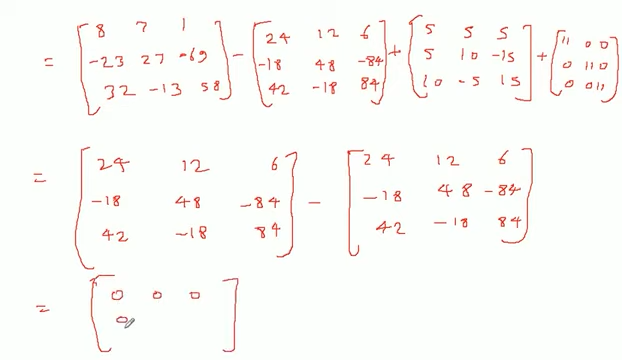 = [ 8 7 1 ] - [ 24 12 6 ] + [ 5 5 5 ] + [ 11 0 0 ]
[ -23 27 -69 ] [ -18 48 -84 ] [ 5 10 -15 ] [ 0 11 0 ]
[ 32 -13 58 ] [ 42 -18 84 ] [ 10 -5 15 ] [ 0 0 11 ]
= [ 24 12 6 ] - [ 24 12 6 ]
[ -18 48 -84 ] [ -18 48 -84 ]
[ 42 -18 84 ] [ 42 -18 84 ]
= [ 0 0 0 ]
[ 0 ]